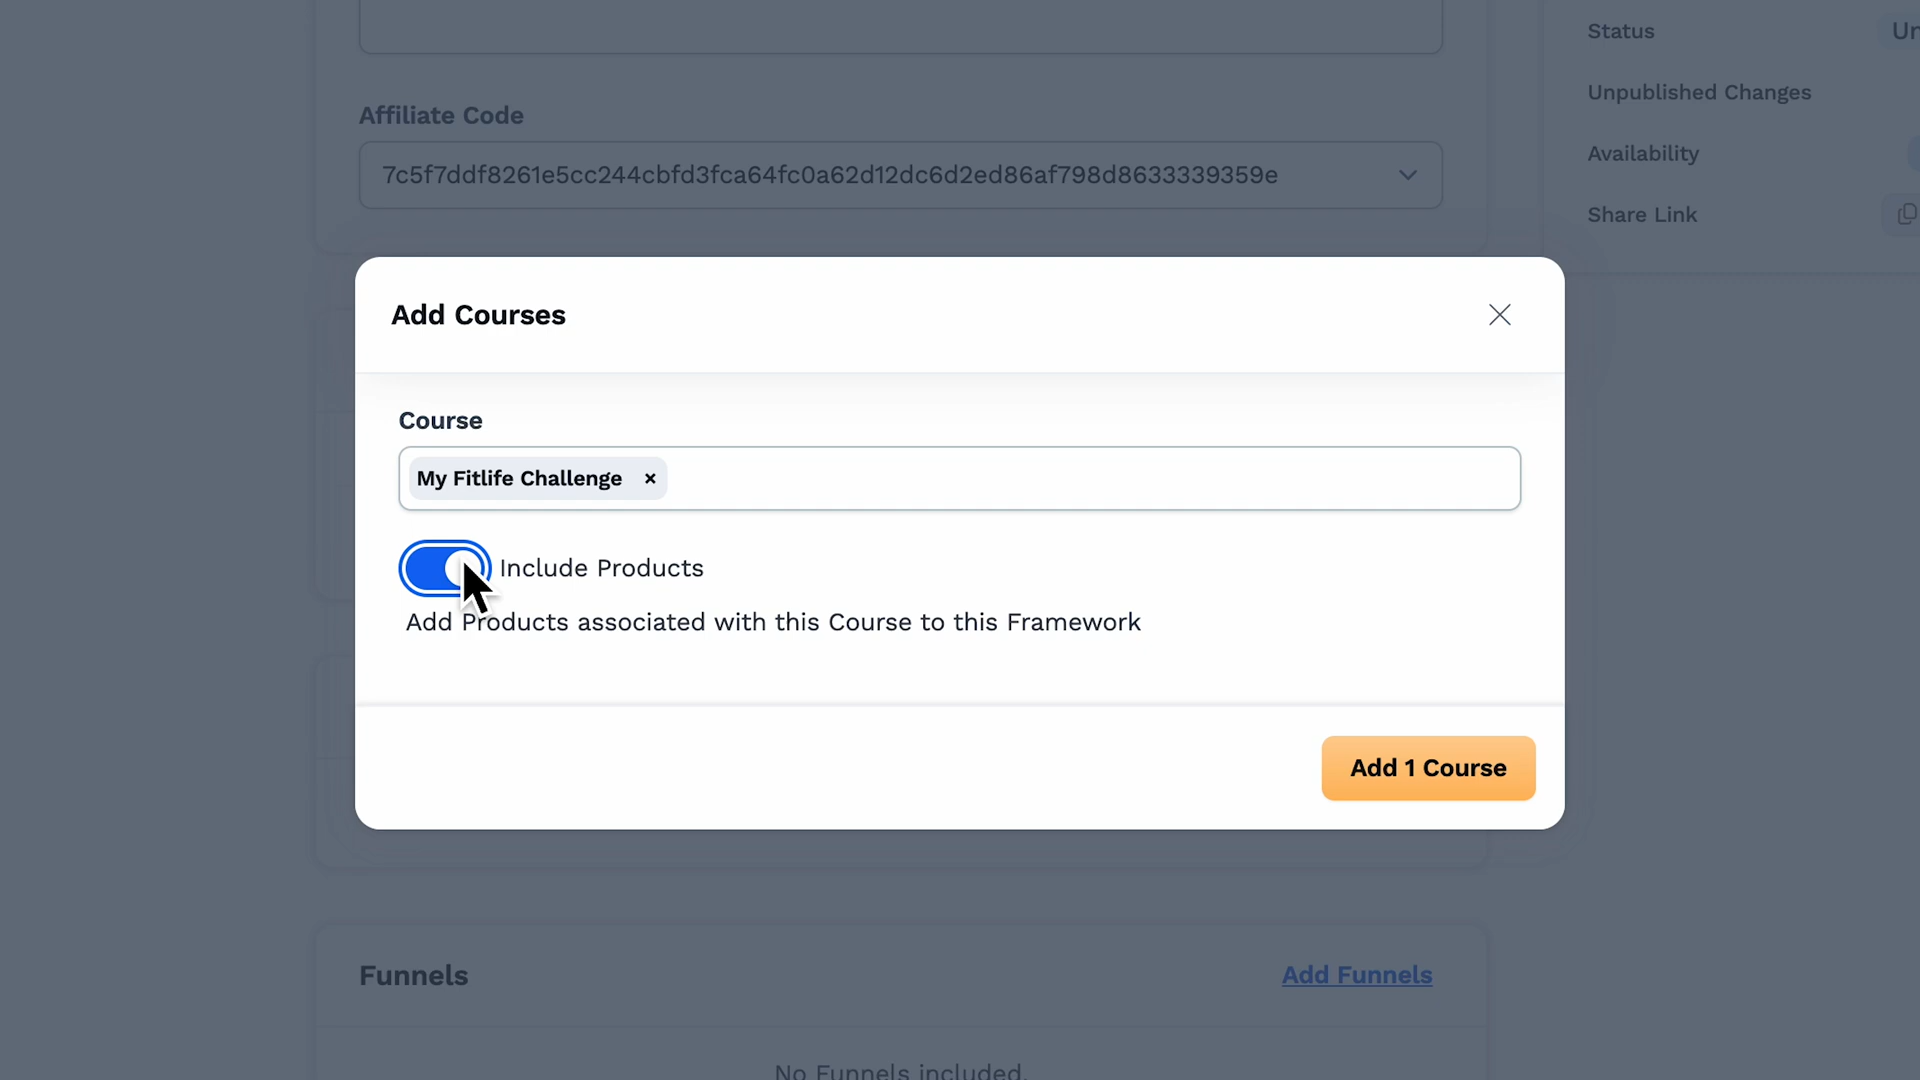 Status
Unpublished Changes
Availability
Share Link
Affiliate Code
7c5f7ddf8261e5cc244cbfd3fca64fc0a62d12dc6d2ed86af798d8633339359e
Add Courses
Course
My Fitlife Challenge ×
Include Products
Add Products associated with this Course to this Framework
Add 1 Course
Funnels
Add Funnels
No Funnels included.